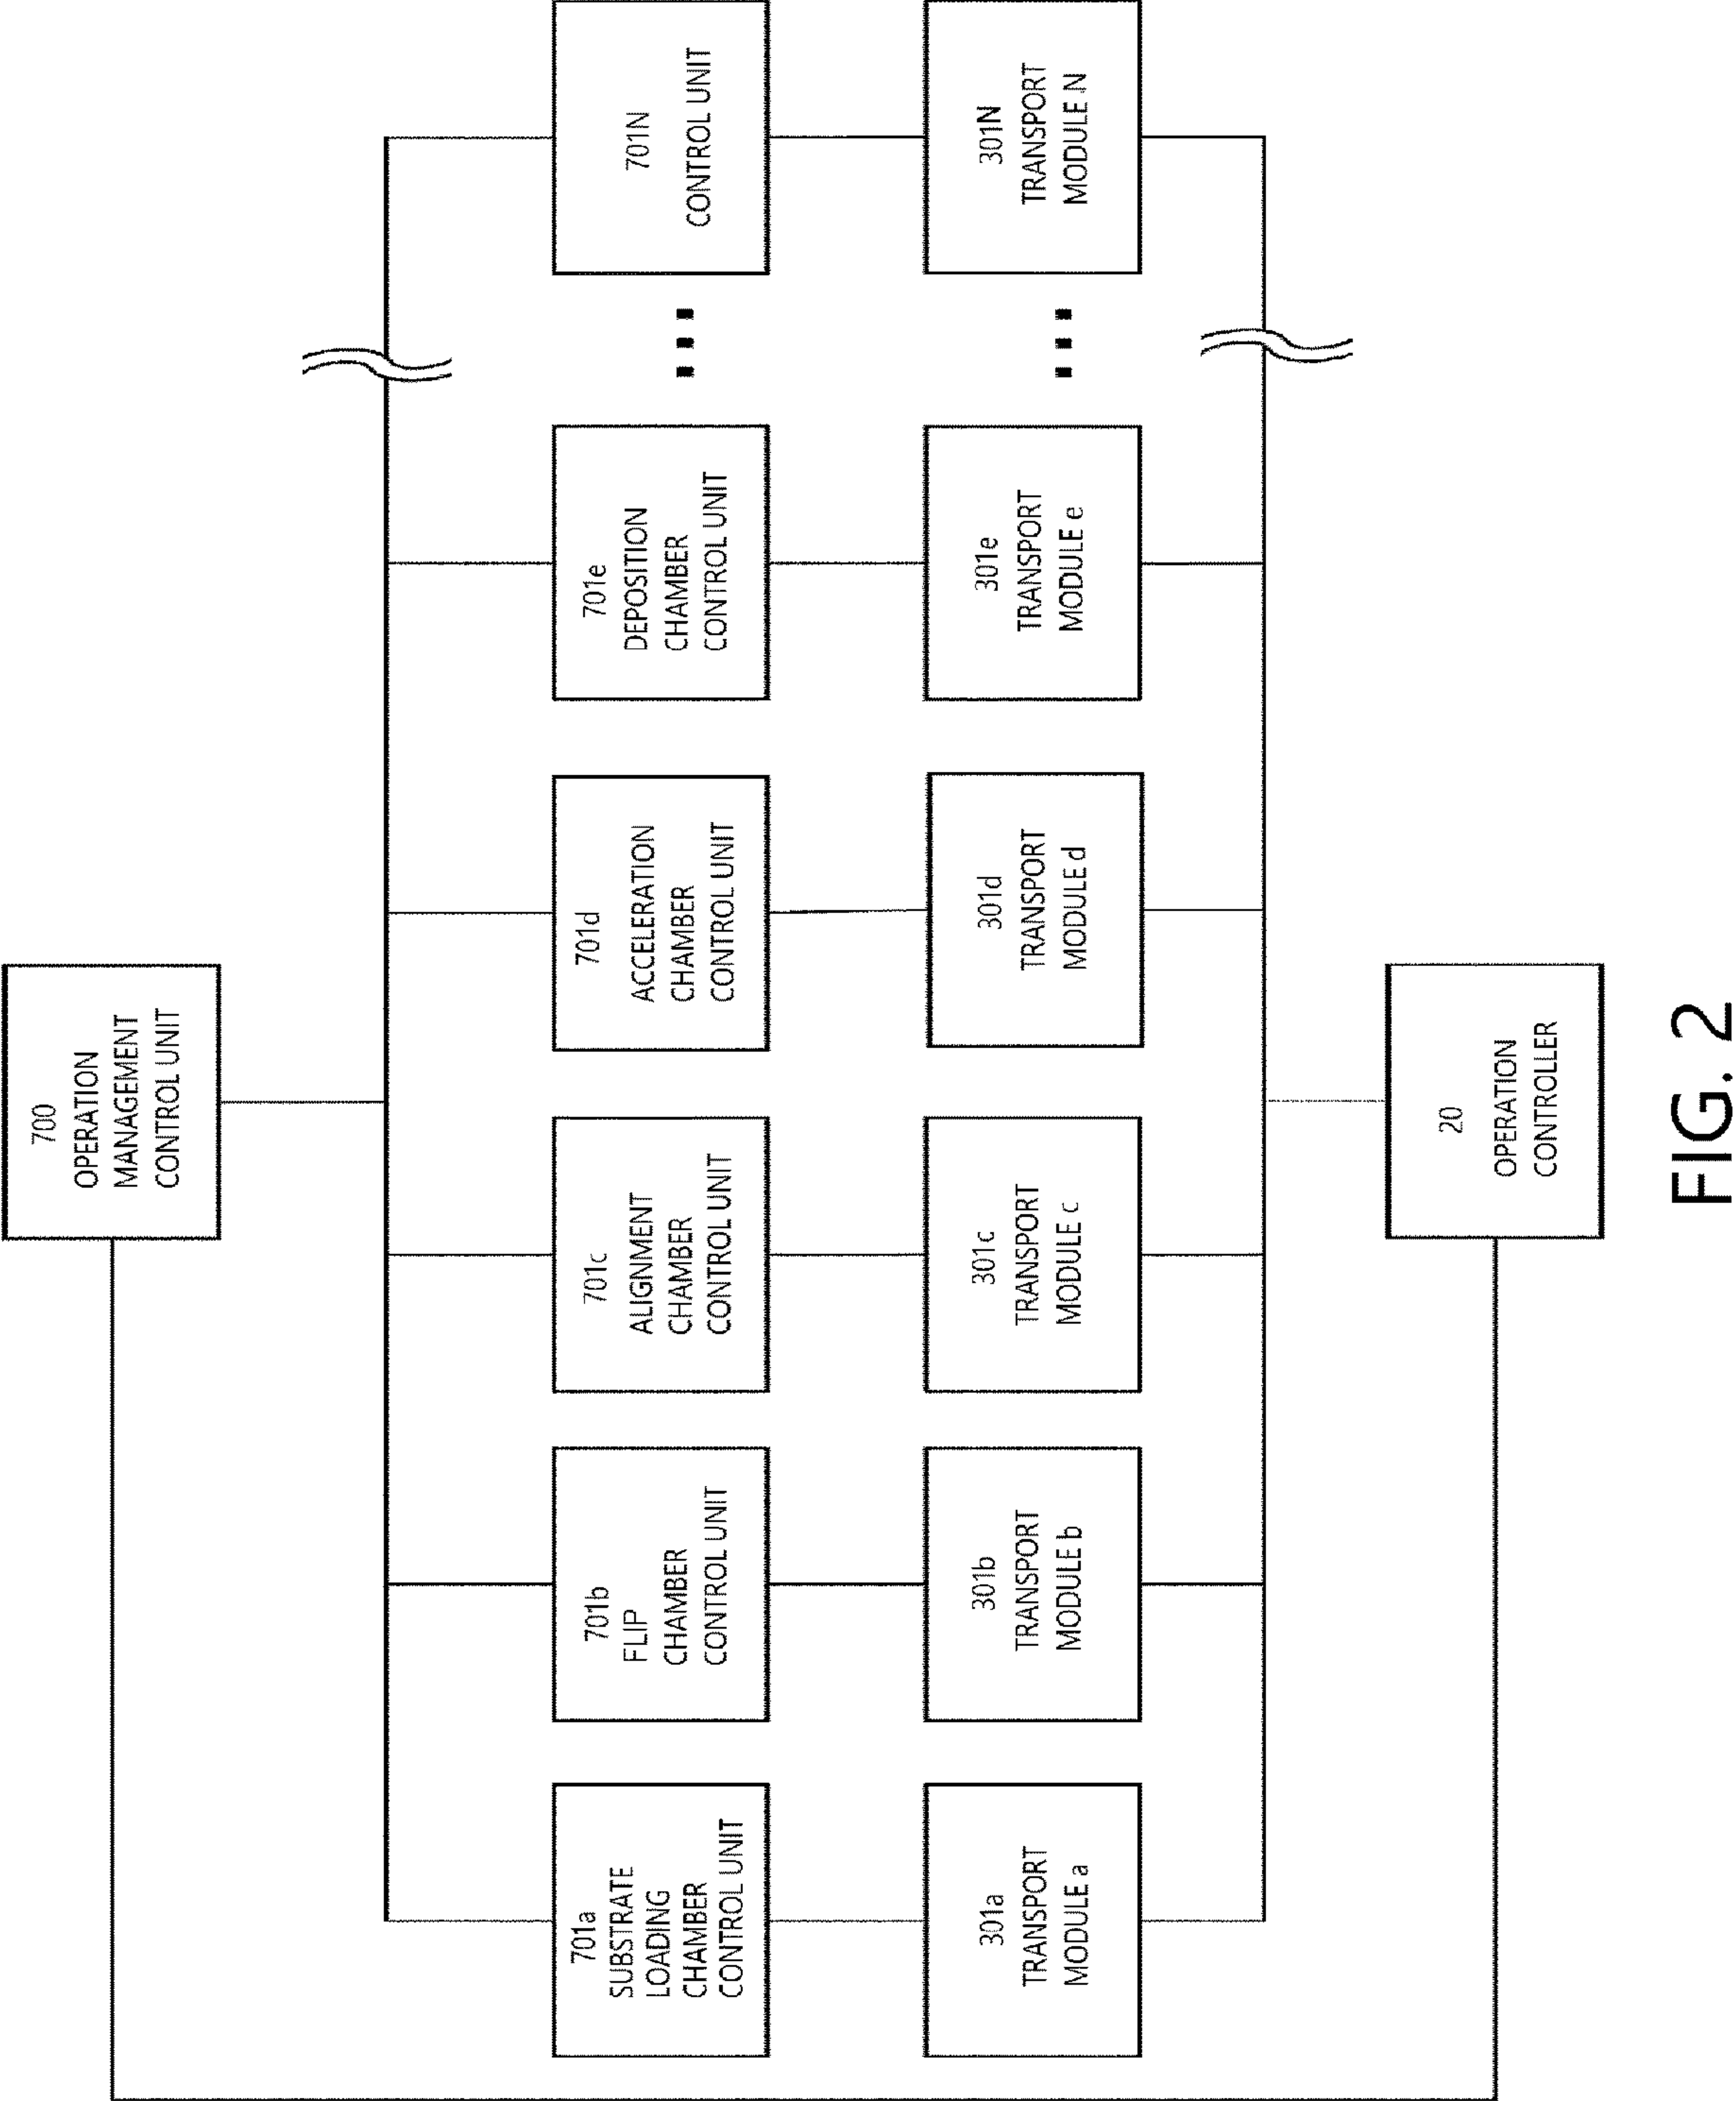 700
OPERATION
MANAGEMENT
CONTROL UNIT
701a
SUBSTRATE
LOADING
CHAMBER
CONTROL UNIT
701b
FLIP
CHAMBER
CONTROL UNIT
701c
ALIGNMENT
CHAMBER
CONTROL UNIT
701d
ACCELERATION
CHAMBER
CONTROL UNIT
701e
DEPOSITION
CHAMBER
CONTROL UNIT
701N
CONTROL UNIT
301a
TRANSPORT
MODULE a
301b
TRANSPORT
MODULE b
301c
TRANSPORT
MODULE c
301d
TRANSPORT
MODULE d
301e
TRANSPORT
MODULE e
301N
TRANSPORT
MODULE N
20
OPERATION
CONTROLLER
FIG. 2